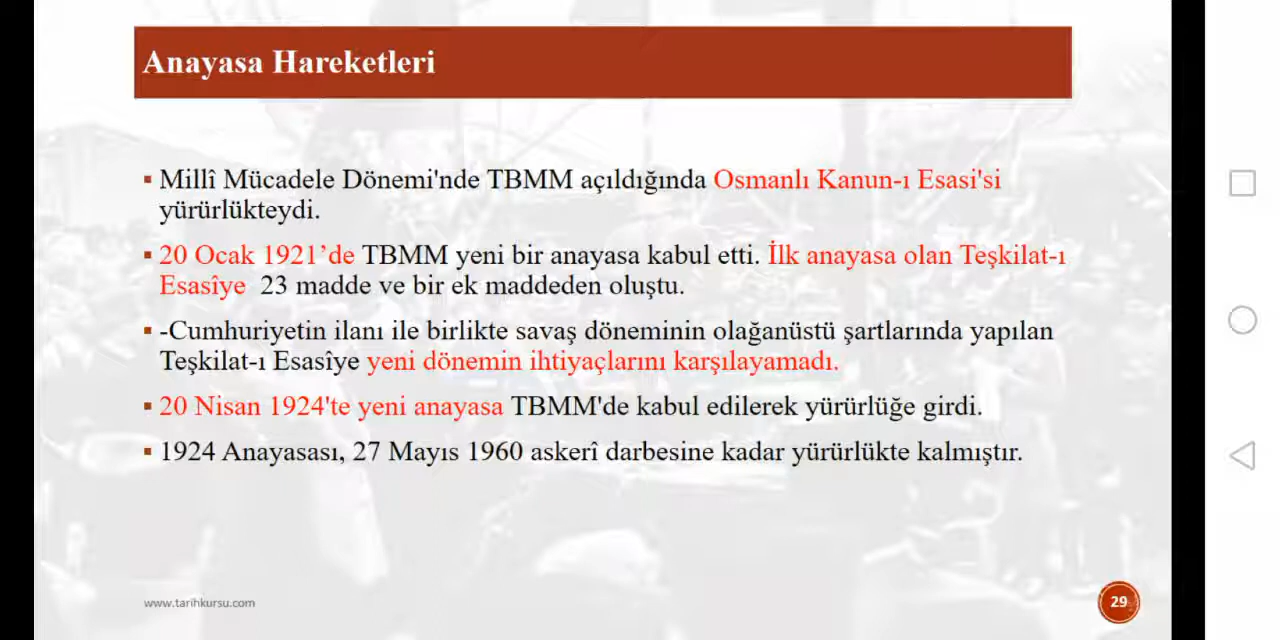 Anayasa Hareketleri
▪ Millî Mücadele Dönemi'nde TBMM açıldığında Osmanlı Kanun-ı Esasi'si
yürürlükteydi.
▪ 20 Ocak 1921’de TBMM yeni bir anayasa kabul etti. İlk anayasa olan Teşkilat-ı
Esasîye 23 madde ve bir ek maddeden oluştu.
▪ -Cumhuriyetin ilanı ile birlikte savaş döneminin olağanüstü şartlarında yapılan
Teşkilat-ı Esasîye yeni dönemin ihtiyaçlarını karşılayamadı.
▪ 20 Nisan 1924'te yeni anayasa TBMM'de kabul edilerek yürürlüğe girdi.
▪ 1924 Anayasası, 27 Mayıs 1960 askerî darbesine kadar yürürlükte kalmıştır.
www.tarihkursu.com
29